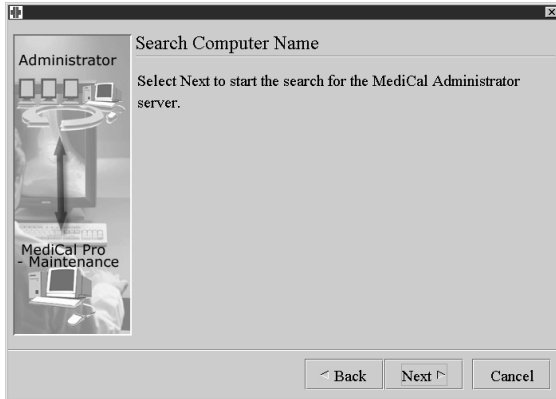 Search Computer Name
Administrator
Select Next to start the search for the MediCal Administrator
server.
MediCal Pro
- Maintenance
< Back
Next >
Cancel